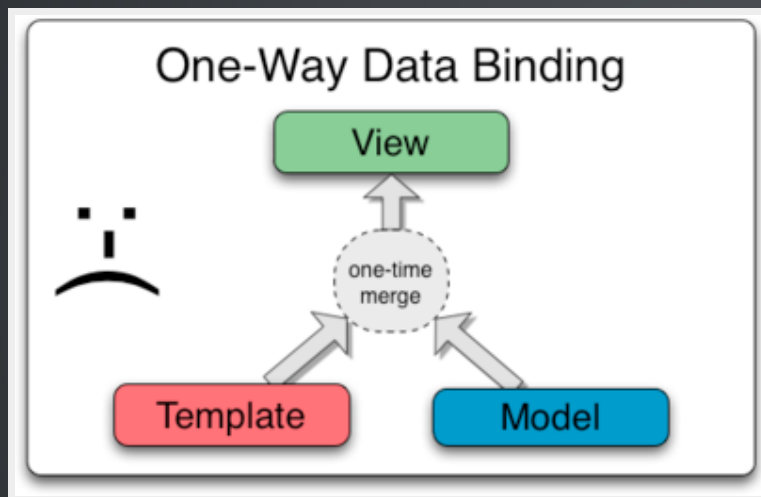 One-Way Data Binding
View
one-time
merge
Template
Model